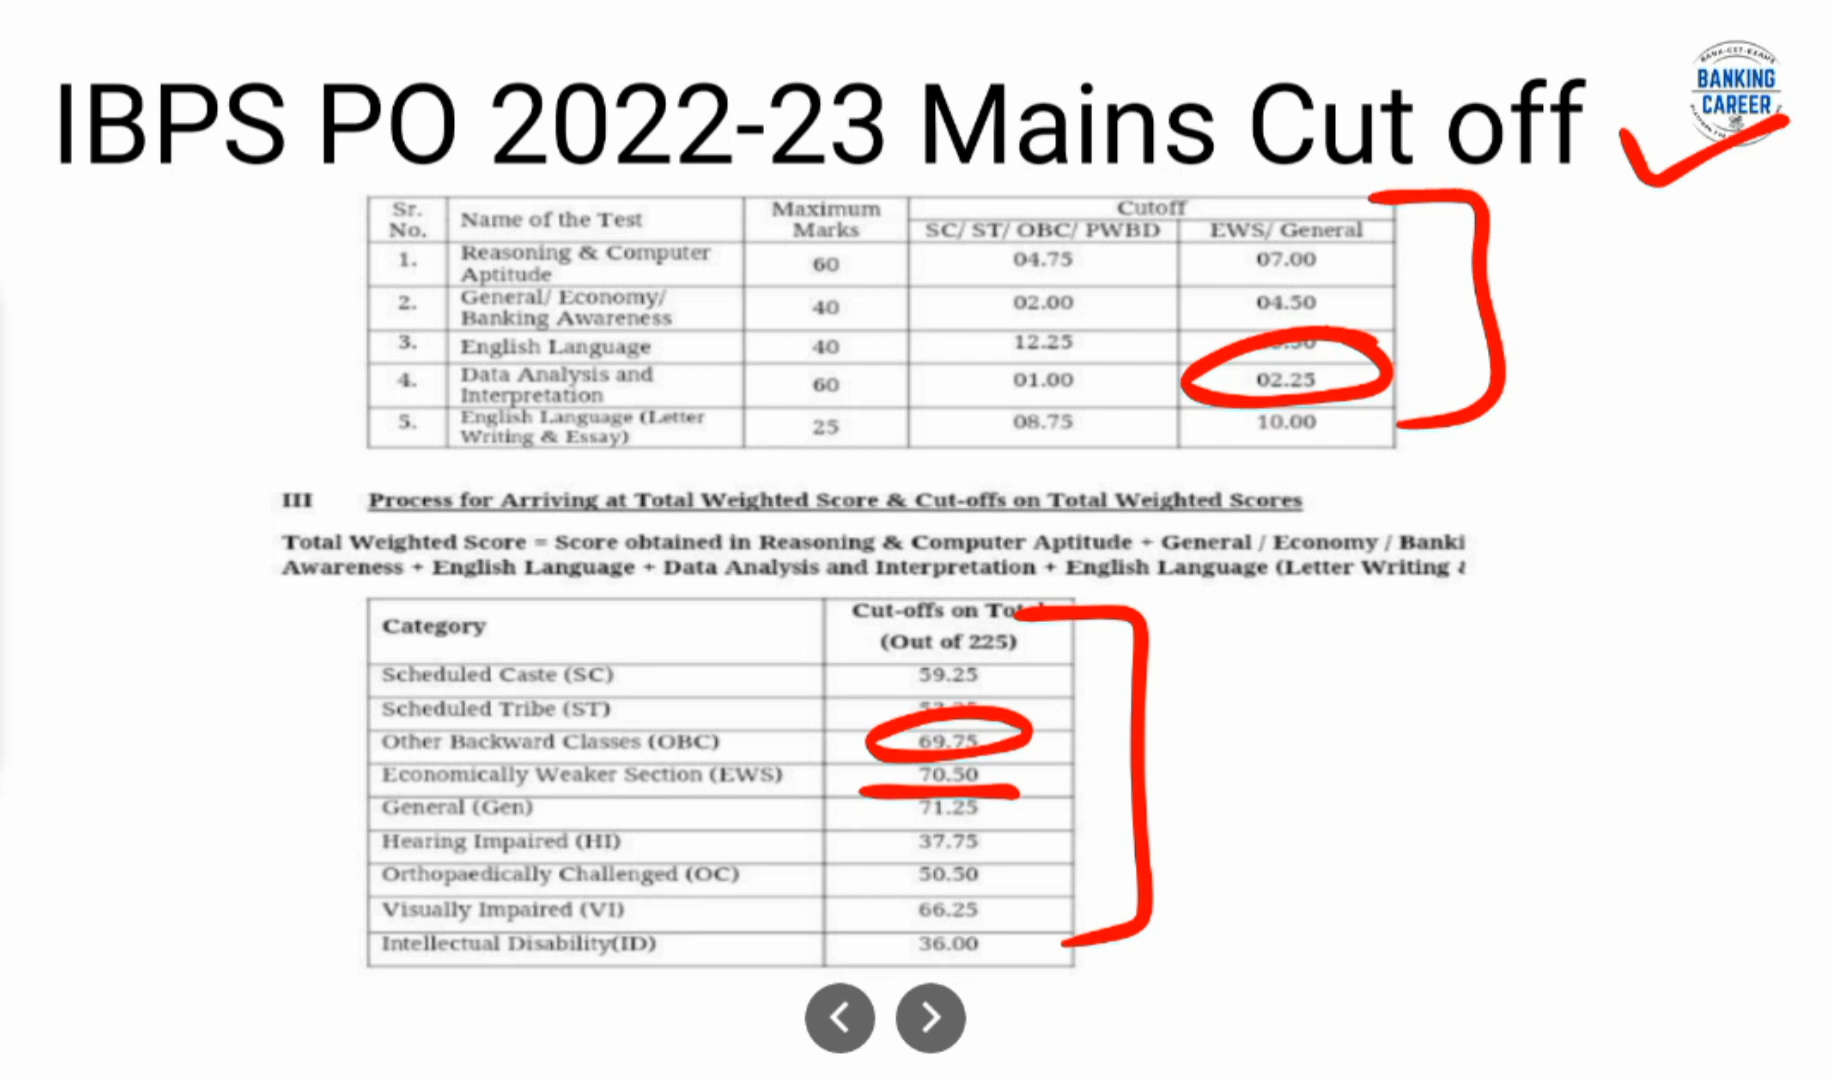 IBPS PO 2022-23 Mains Cut off
BANK-CET-EXAMS
BANKING
CAREER
Sr. No. Name of the Test Maximum Marks Cutoff
SC/ ST/ OBC/ PWBD EWS/ General
1. Reasoning & Computer Aptitude 60 04.75 07.00
2. General/ Economy/ Banking Awareness 40 02.00 04.50
3. English Language 40 12.25
4. Data Analysis and Interpretation 60 01.00 02.25
5. English Language (Letter Writing & Essay) 25 08.75 10.00
III Process for Arriving at Total Weighted Score & Cut-offs on Total Weighted Scores
Total Weighted Score = Score obtained in Reasoning & Computer Aptitude + General / Economy / Banki
Awareness + English Language + Data Analysis and Interpretation + English Language (Letter Writing
Category Cut-offs on
(Out of 225)
Scheduled Caste (SC) 59.25
Scheduled Tribe (ST)
Other Backward Classes (OBC) 69.75
Economically Weaker Section (EWS) 70.50
General (Gen) 71.25
Hearing Impaired (HI) 37.75
Orthopaedically Challenged (OC) 50.50
Visually Impaired (VI) 66.25
Intellectual Disability(ID) 36.00